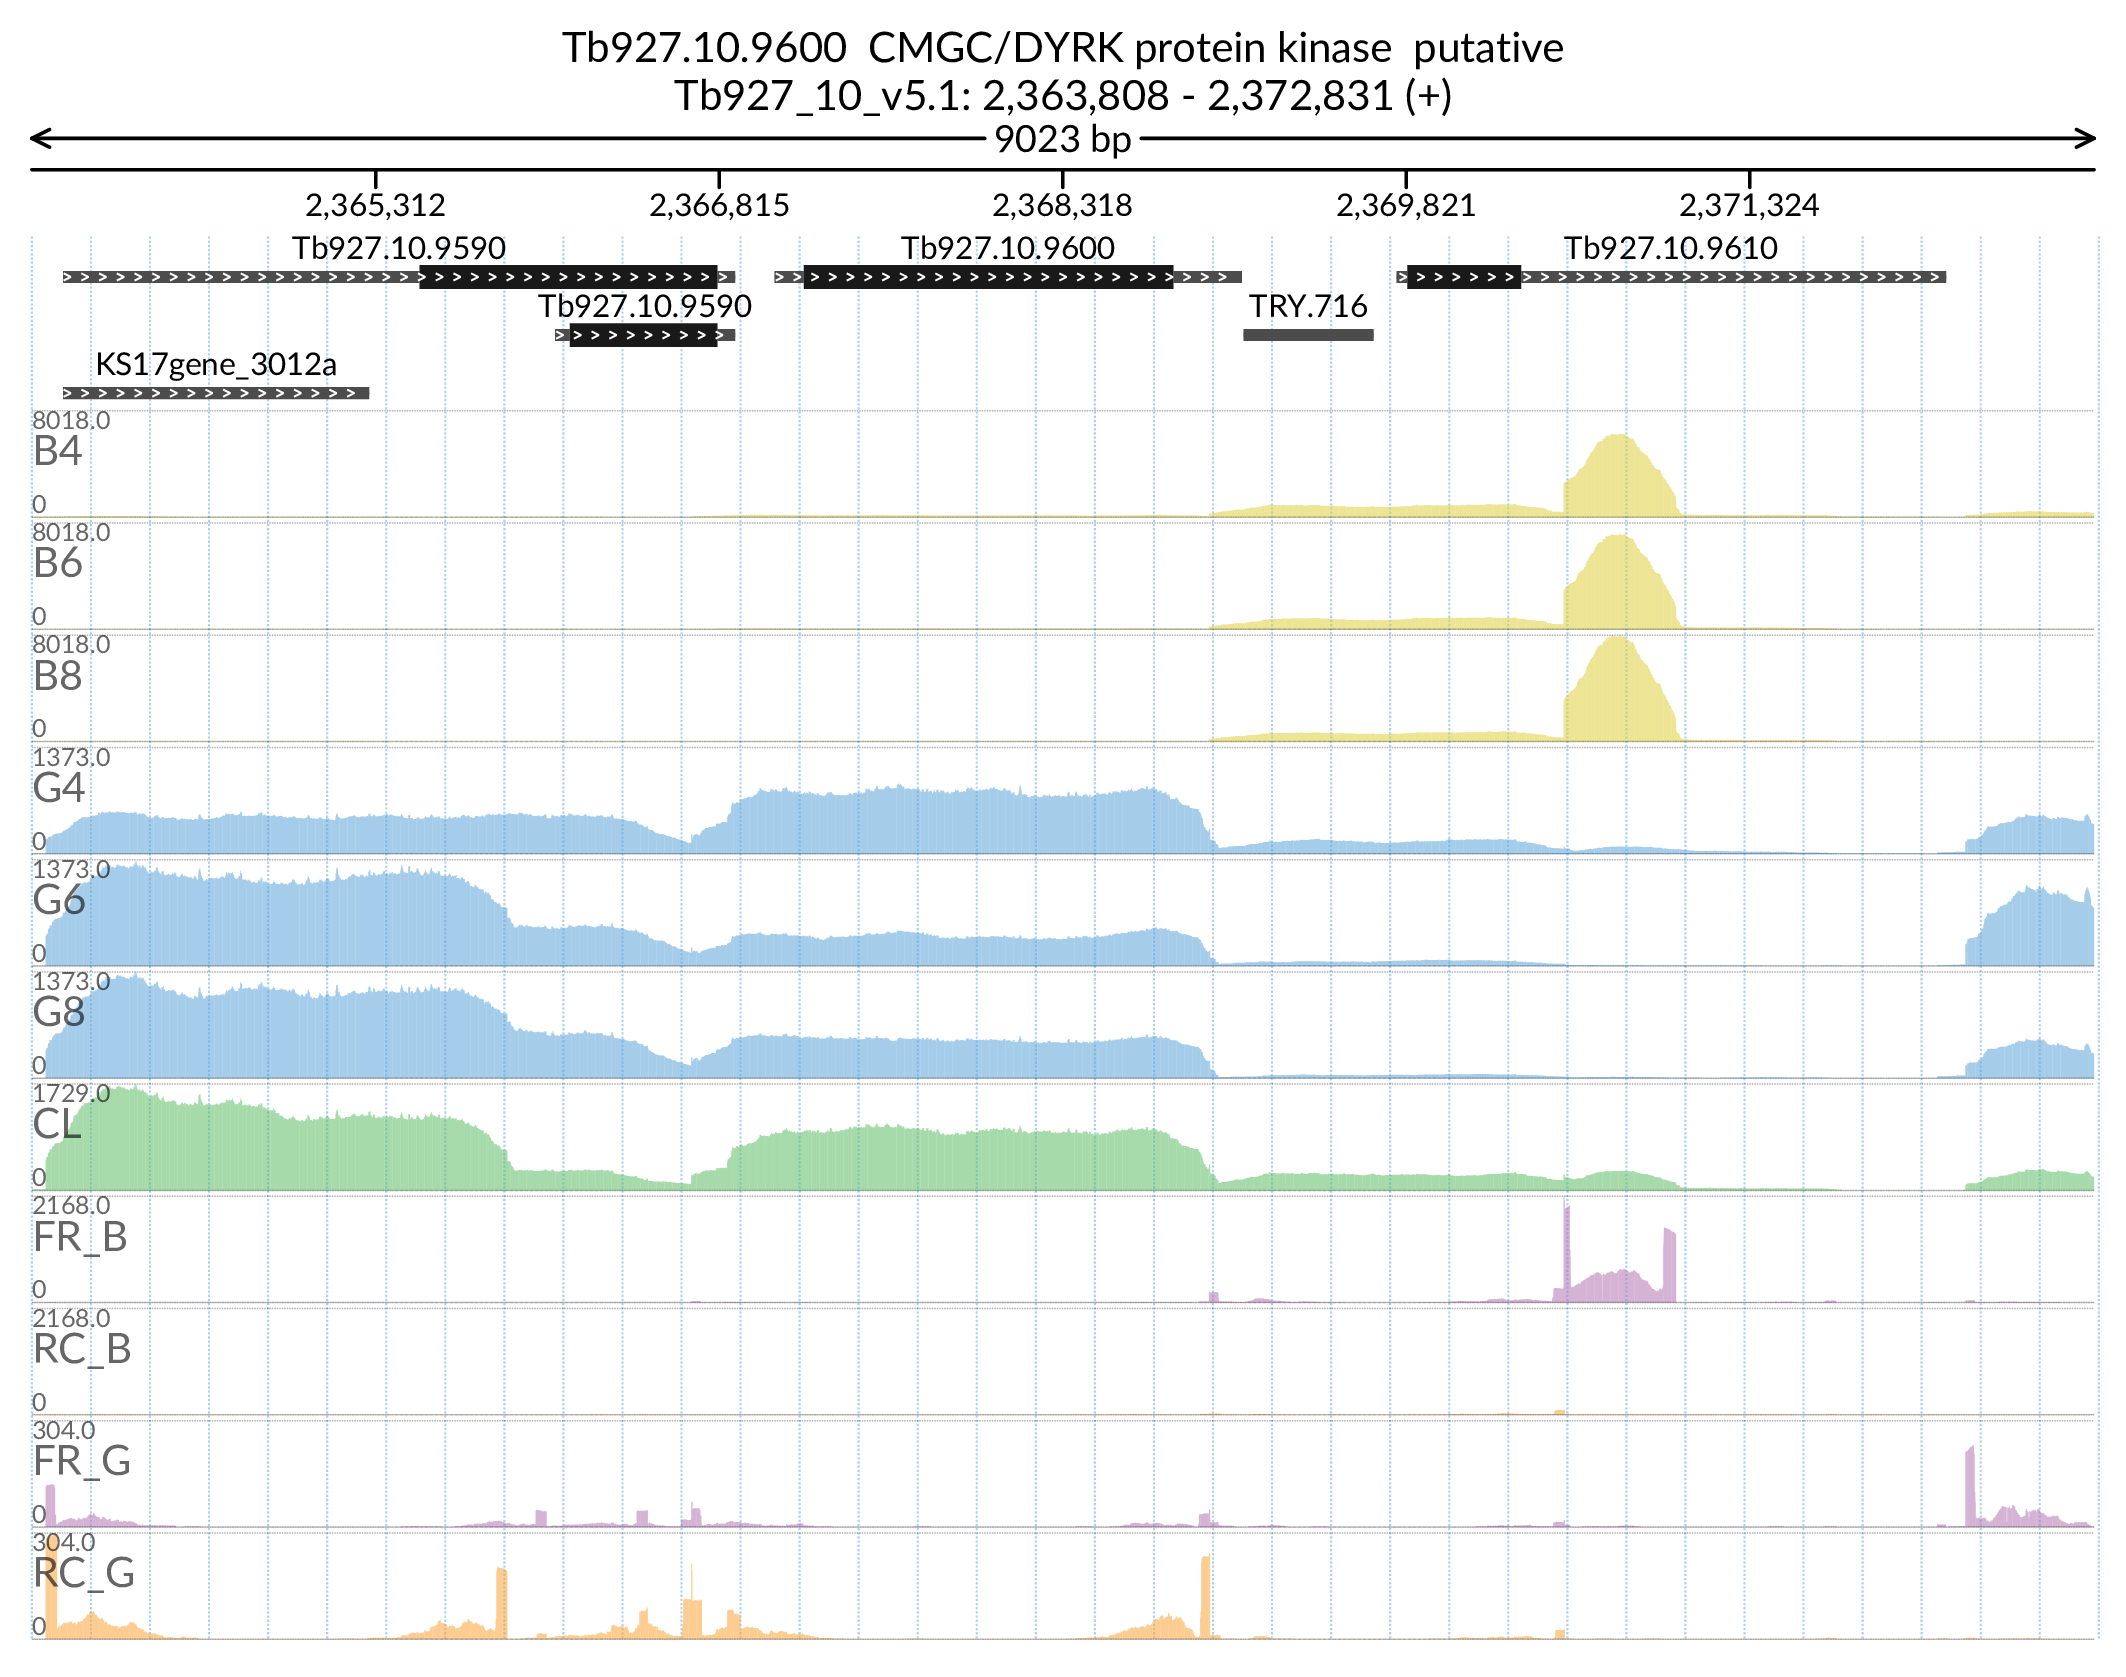 Tb927.10.9600  CMGC/DYRK protein kinase  putative
Tb927_10_v5.1: 2,363,808 - 2,372,831 (+)
9023 bp
2,365,312 2,366,815 2,368,318 2,369,821 2,371,324
Tb927.10.9590 Tb927.10.9600 Tb927.10.9610
Tb927.10.9590 TRY.716
KS17gene_3012a
8018.0
B4
0
8018.0
B6
0
8018.0
B8
0
1373.0
G4
0
1373.0
G6
0
1373.0
G8
0
1729.0
CL
0
2168.0
FR_B
0
2168.0
RC_B
0
304.0
FR_G
0
304.0
RC_G
0